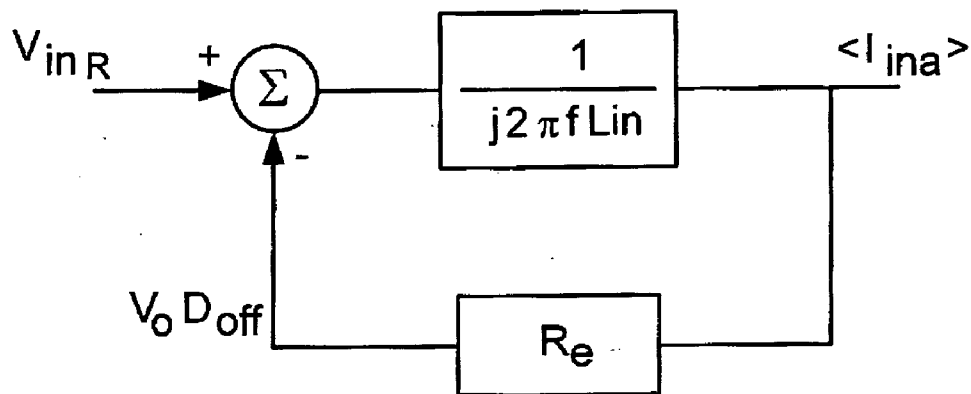 V_in R
+
Σ
-
1
j2πf Lin
<I_ina>
V_o D_off
R_e